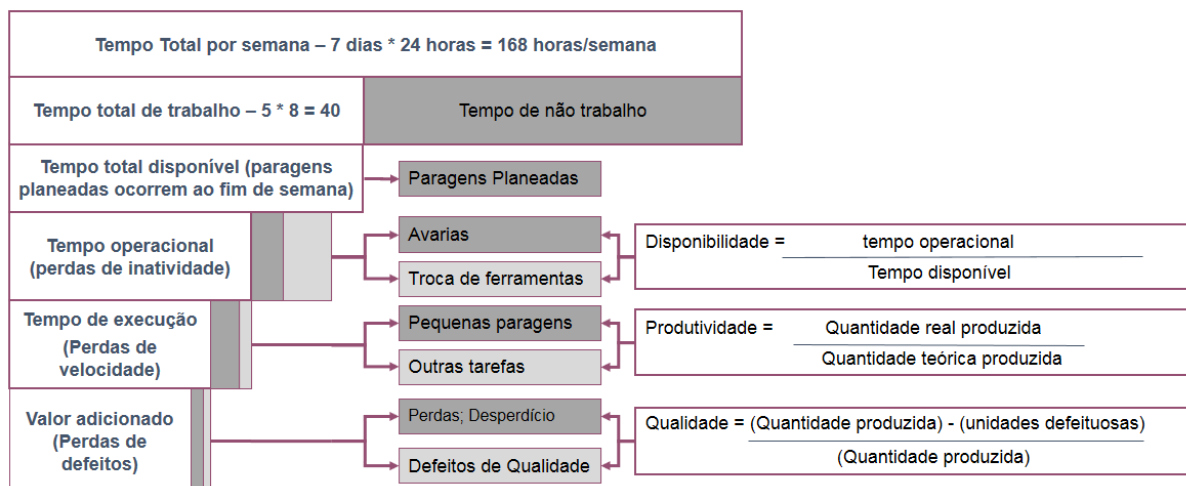 Tempo Total por semana – 7 dias * 24 horas = 168 horas/semana
Tempo total de trabalho – 5 * 8 = 40
Tempo de não trabalho
Tempo total disponível (paragens
planeadas ocorrem ao fim de semana)
Paragens Planeadas
Tempo operacional
(perdas de inatividade)
Avarias
Troca de ferramentas
Disponibilidade = tempo operacional
Tempo disponível
Tempo de execução
(Perdas de
velocidade)
Pequenas paragens
Outras tarefas
Produtividade = Quantidade real produzida
Quantidade teórica produzida
Valor adicionado
(Perdas de
defeitos)
Perdas; Desperdício
Defeitos de Qualidade
Qualidade = (Quantidade produzida) - (unidades defeituosas)
(Quantidade produzida)